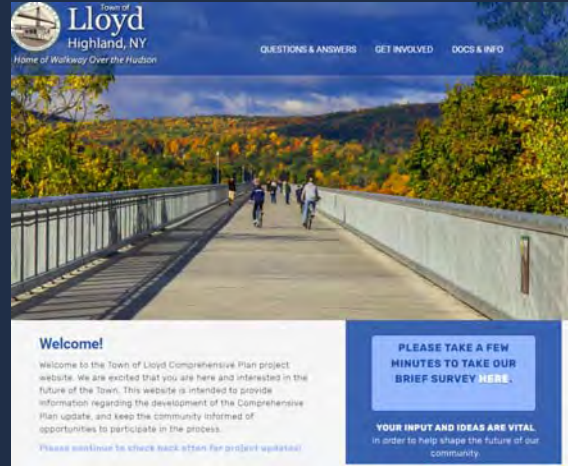 Town of
Lloyd
Highland, NY
Home of Walkway Over the Hudson
QUESTIONS & ANSWERS GET INVOLVED DOCS & INFO
Welcome!
Welcome to the Town of Lloyd Comprehensive Plan project
website. We are excited that you are here and interested in the
future of the Town. This website is intended to provide
information regarding the development of the Comprehensive
Plan update, and keep the community informed of
opportunities to participate in the process.
Please continue to check back often for project updates!
PLEASE TAKE A FEW
MINUTES TO TAKE OUR
BRIEF SURVEY HERE.
YOUR INPUT AND IDEAS ARE VITAL
in order to help shape the future of our
community.